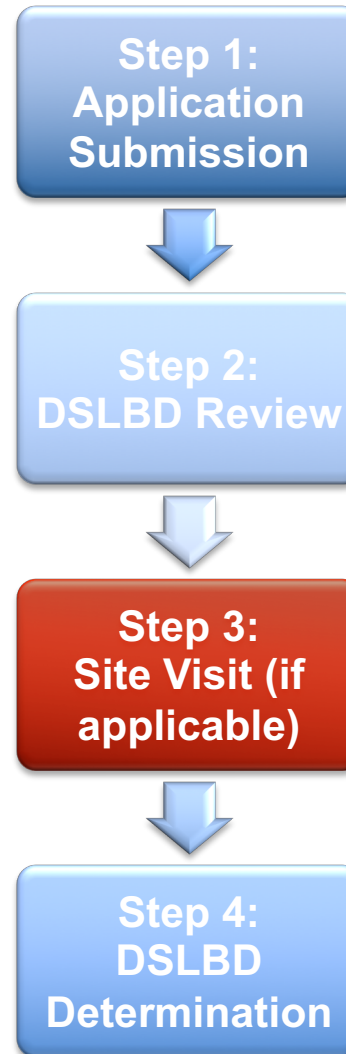 Step 1:
Application
Submission
Step 2:
DSLBD Review
Step 3:
Site Visit (if
applicable)
Step 4:
DSLBD
Determination